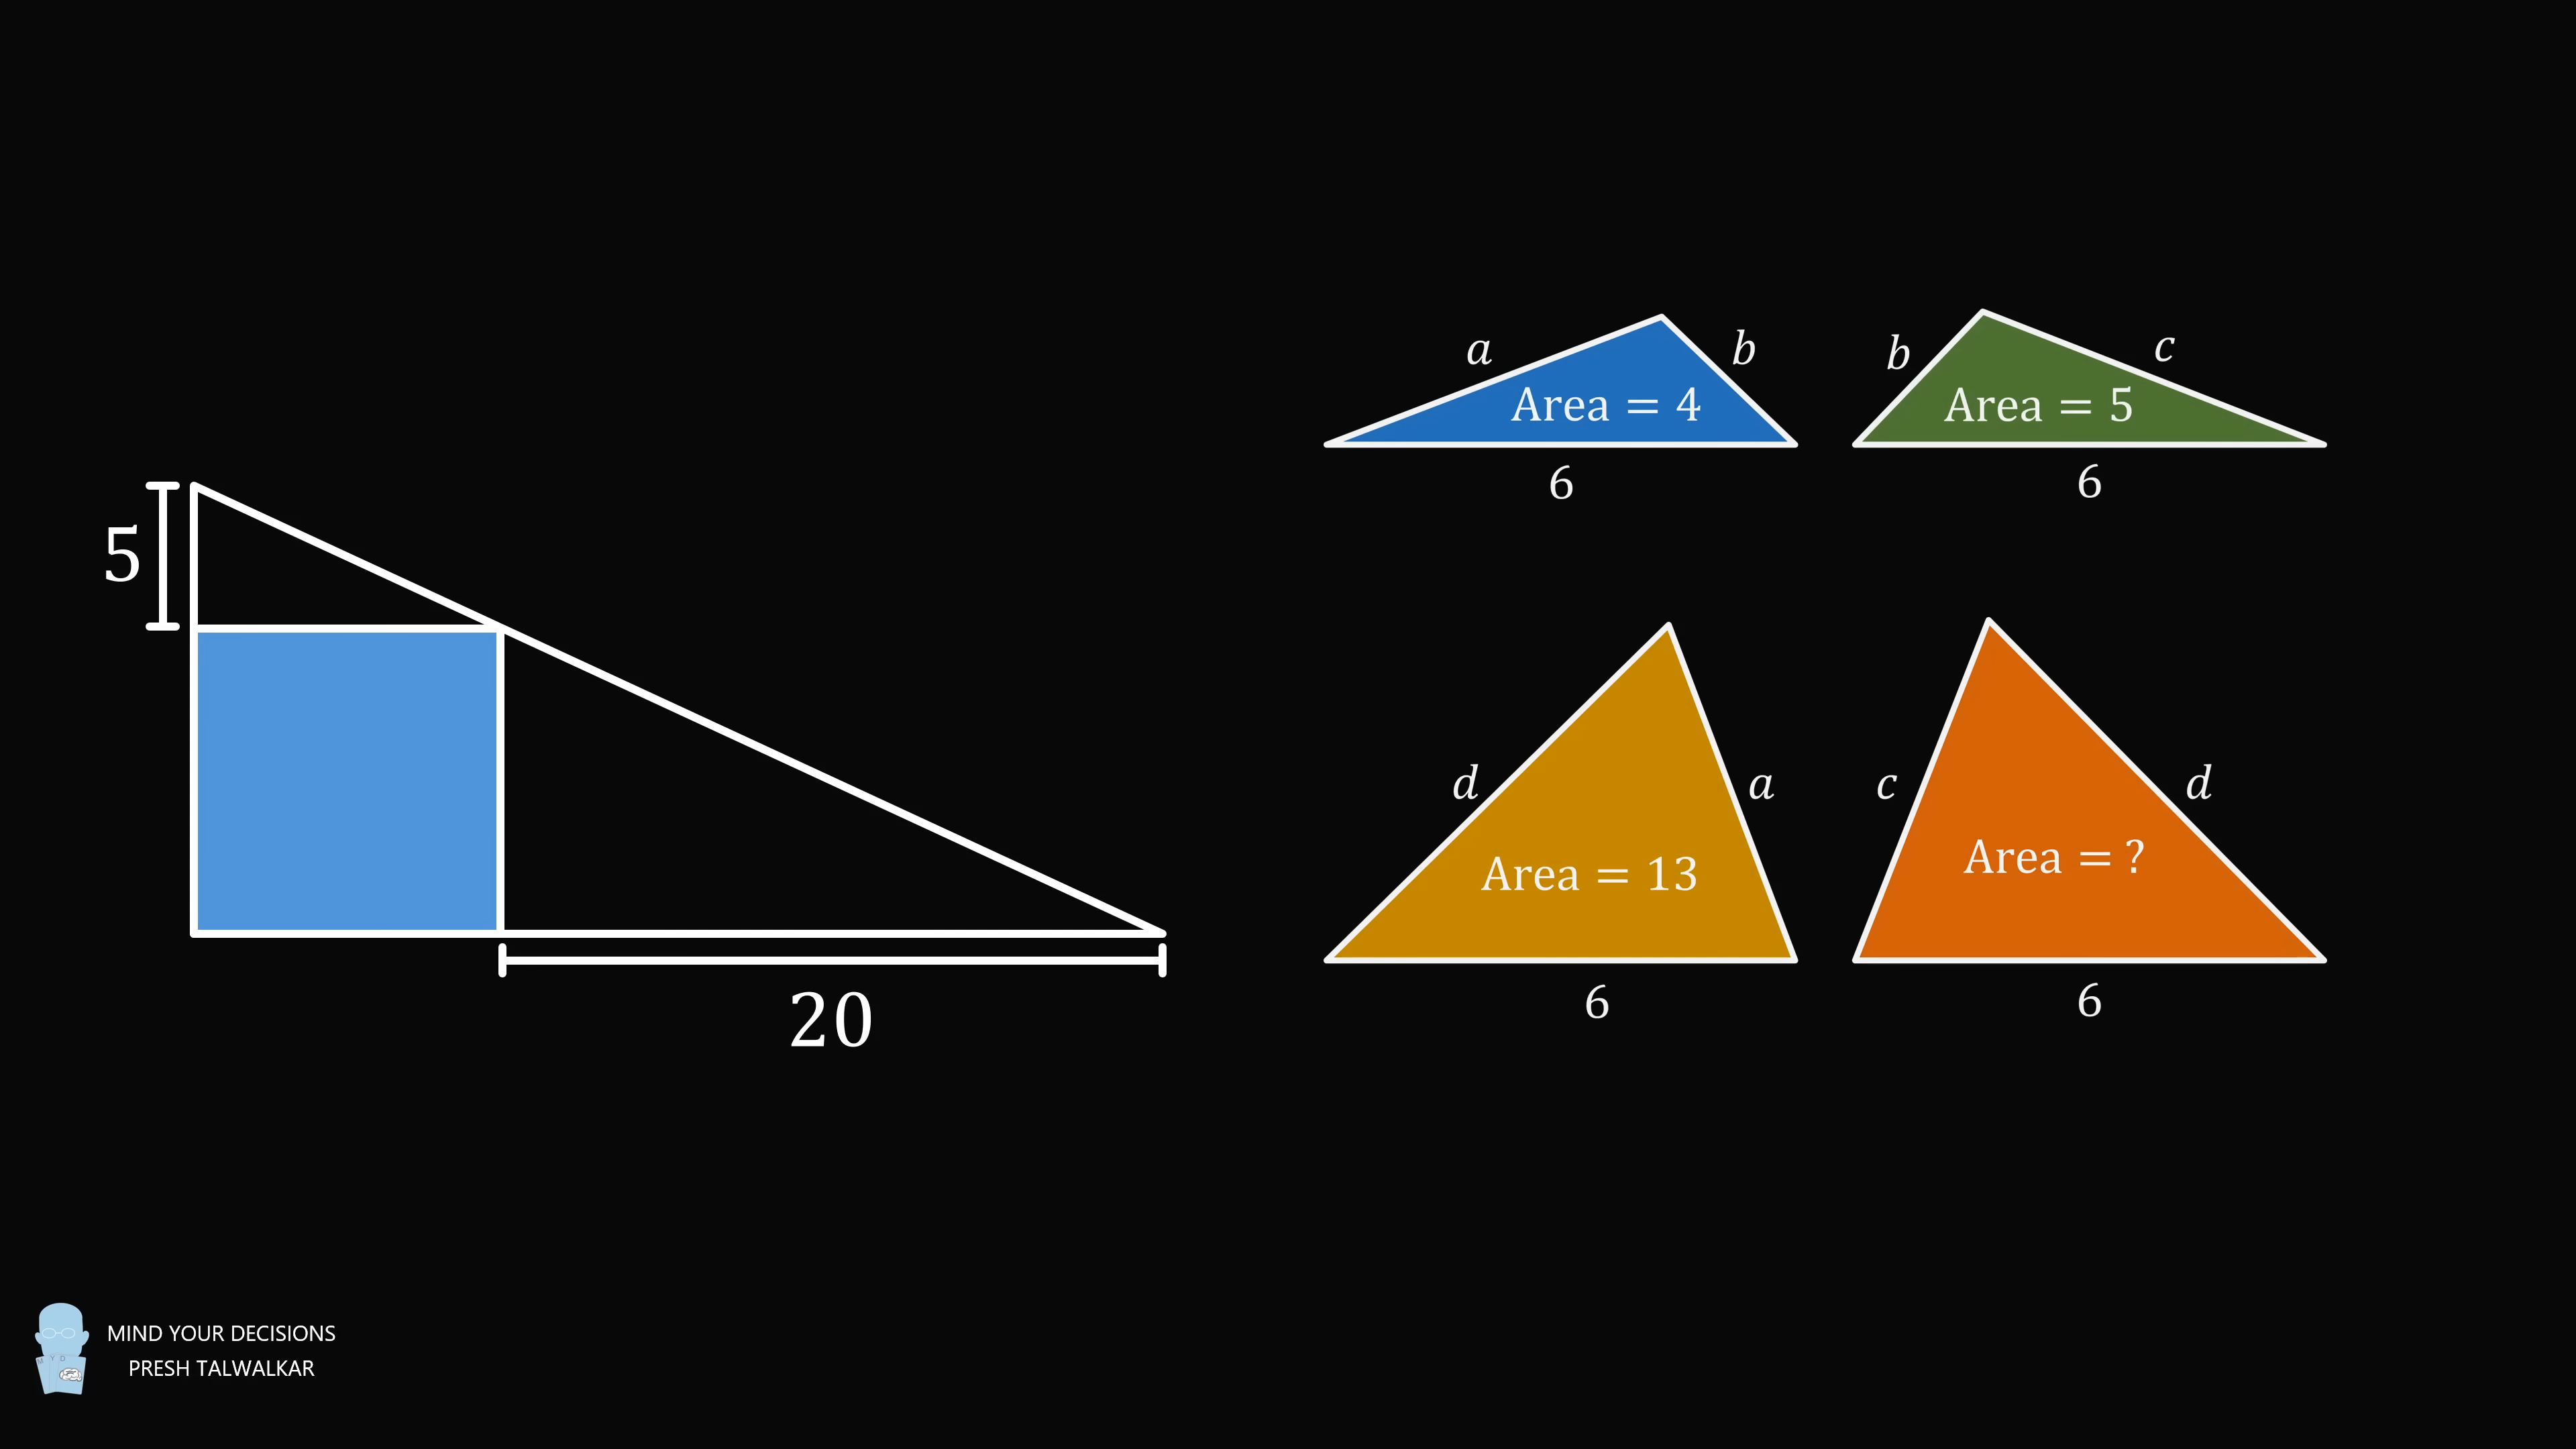 5
20
a
b
Area = 4
6
b
c
Area = 5
6
d
a
Area = 13
6
c
d
Area = ?
6
MIND YOUR DECISIONS
PRESH TALWALKAR